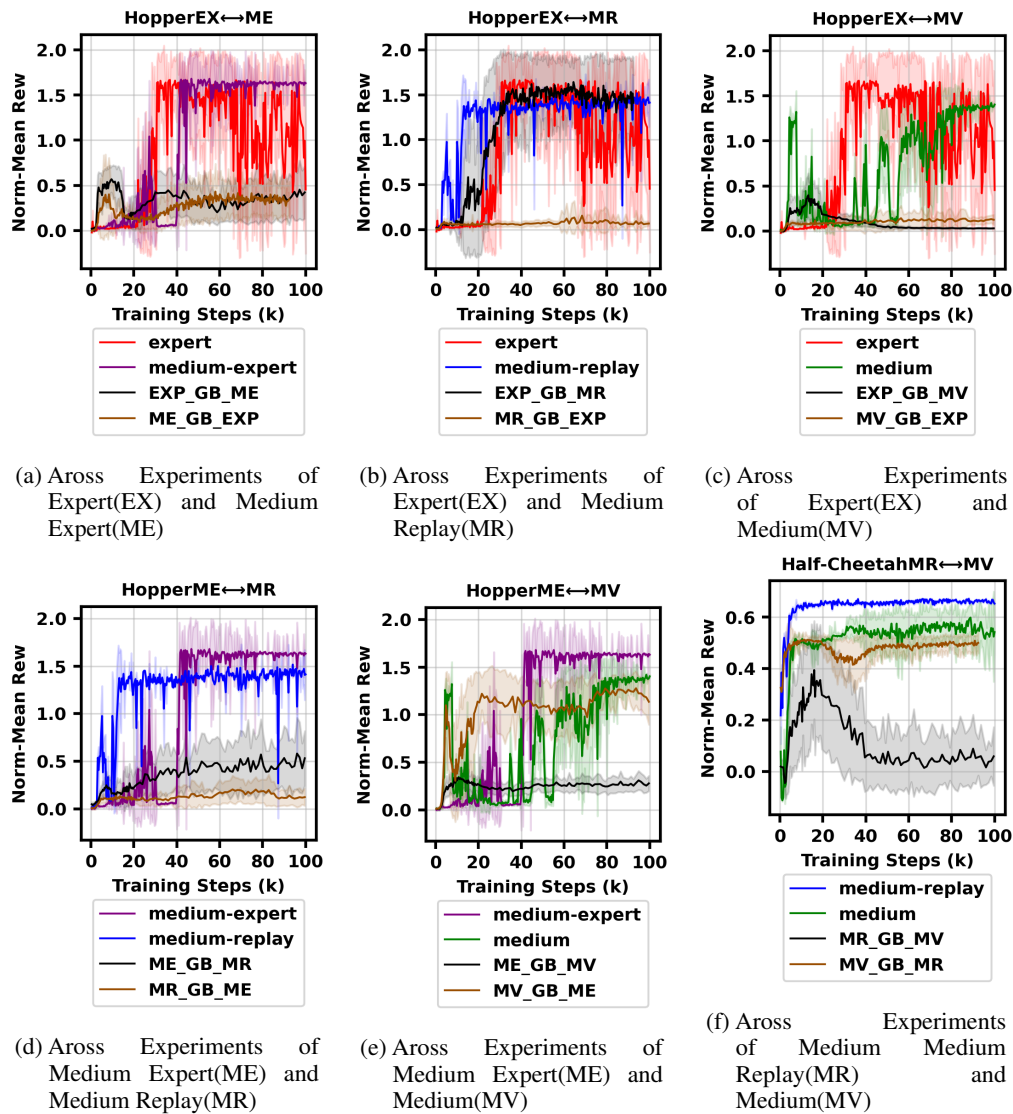 HopperEX↔ME
Norm-Mean Rew
2.0
1.5
1.0
0.5
0.0
0 20 40 60 80 100
Training Steps (k)
expert
medium-expert
EXP_GB_ME
ME_GB_EXP
(a) Aross Experiments of
Expert(EX) and Medium
Expert(ME)
HopperEX↔MR
Norm-Mean Rew
2.0
1.5
1.0
0.5
0.0
0 20 40 60 80 100
Training Steps (k)
expert
medium-replay
EXP_GB_MR
MR_GB_EXP
(b) Aross Experiments of
Expert(EX) and Medium
Replay(MR)
HopperEX↔MV
Norm-Mean Rew
2.0
1.5
1.0
0.5
0.0
0 20 40 60 80 100
Training Steps (k)
expert
medium
EXP_GB_MV
MV_GB_EXP
(c) Aross Experiments
of Expert(EX) and
Medium(MV)
HopperME↔MR
Norm-Mean Rew
2.0
1.5
1.0
0.5
0.0
0 20 40 60 80 100
Training Steps (k)
medium-expert
medium-replay
ME_GB_MR
MR_GB_ME
(d) Aross Experiments of
Medium Expert(ME) and
Medium Replay(MR)
HopperME↔MV
Norm-Mean Rew
2.0
1.5
1.0
0.5
0.0
0 20 40 60 80 100
Training Steps (k)
medium-expert
medium
ME_GB_MV
MV_GB_ME
(e) Aross Experiments of
Medium Expert(ME) and
Medium(MV)
Half-CheetahMR↔MV
Norm-Mean Rew
0.6
0.4
0.2
0.0
0 20 40 60 80 100
Training Steps (k)
medium-replay
medium
MR_GB_MV
MV_GB_MR
(f) Aross Experiments
of Medium Medium
Replay(MR) and
Medium(MV)